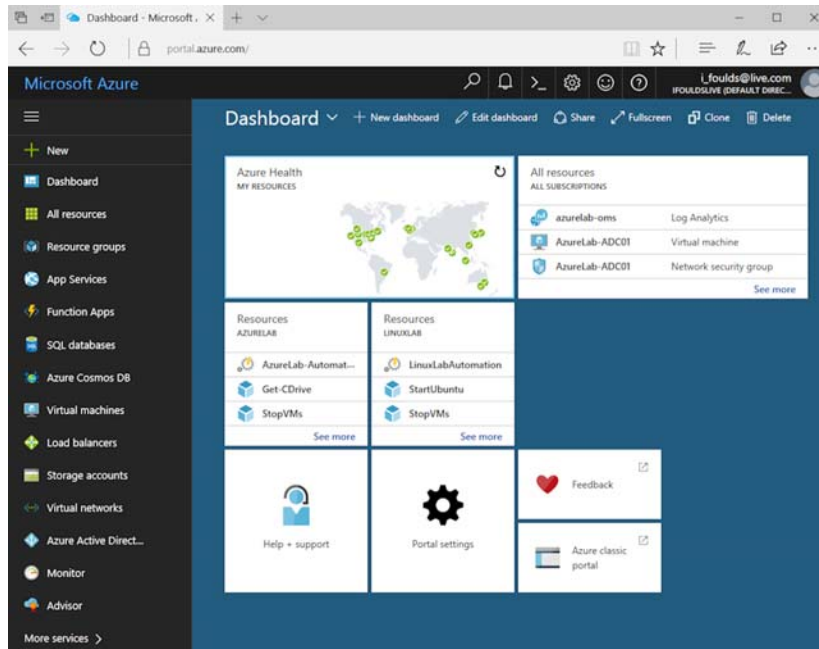 Dashboard - Microsoft
portal.azure.com/
Microsoft Azure
i_foulds@live.com
IFOULDSLIVE (DEFAULT DIREC...
Dashboard
New dashboard
Edit dashboard
Share
Fullscreen
Clone
Delete
New
Dashboard
All resources
Resource groups
App Services
Function Apps
SQL databases
Azure Cosmos DB
Virtual machines
Load balancers
Storage accounts
Virtual networks
Azure Active Direct...
Monitor
Advisor
More services
Azure Health
MY RESOURCES
All resources
ALL SUBSCRIPTIONS
azurelab-oms Log Analytics
AzureLab-ADC01 Virtual machine
AzureLab-ADC01 Network security group
See more
Resources
AZURELAB
AzureLab-Automat...
Get-CDrive
StopVMs
See more
Resources
LINUXLAB
LinuxLabAutomation
StartUbuntu
StopVMs
See more
Help + support
Portal settings
Feedback
Azure classic
portal